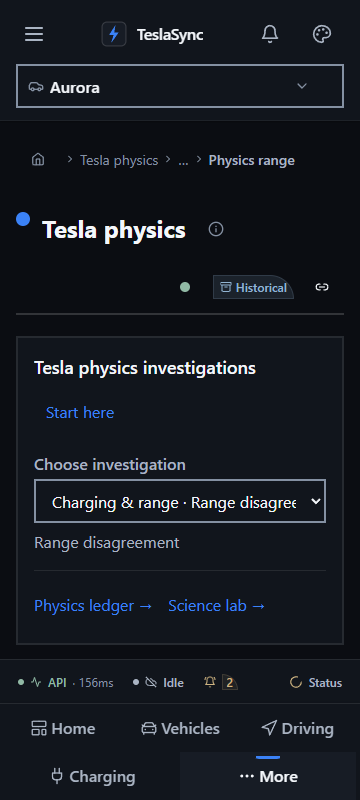 TeslaSync
Aurora
Tesla physics
...
Physics range
Tesla physics
Historical
Tesla physics investigations
Start here
Choose investigation
Charging & range · Range disagree
Range disagreement
Physics ledger →
Science lab →
API · 156ms
Idle
2
Status
Home
Vehicles
Driving
Charging
More